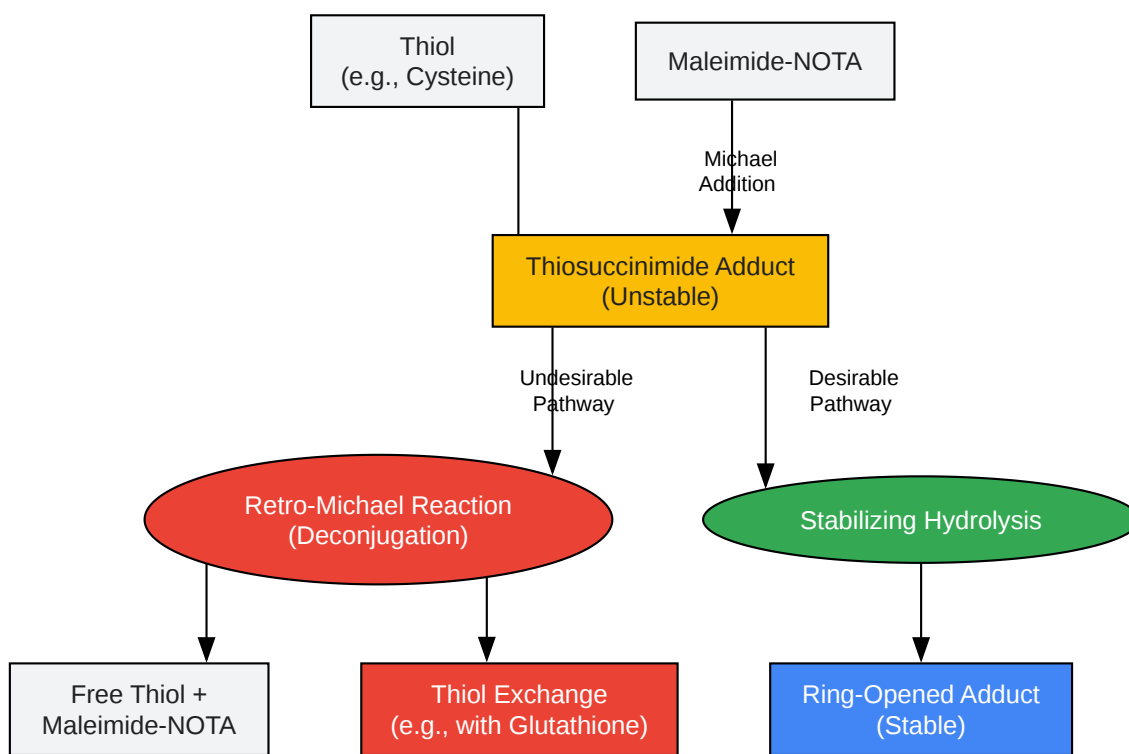 Thiol
(e.g., Cysteine)
Maleimide-NOTA
Michael
Addition
Thiosuccinimide Adduct
(Unstable)
Undesirable
Pathway
Desirable
Pathway
Retro-Michael Reaction
(Deconjugation)
Stabilizing Hydrolysis
Free Thiol +
Maleimide-NOTA
Thiol Exchange
(e.g., with Glutathione)
Ring-Opened Adduct
(Stable)